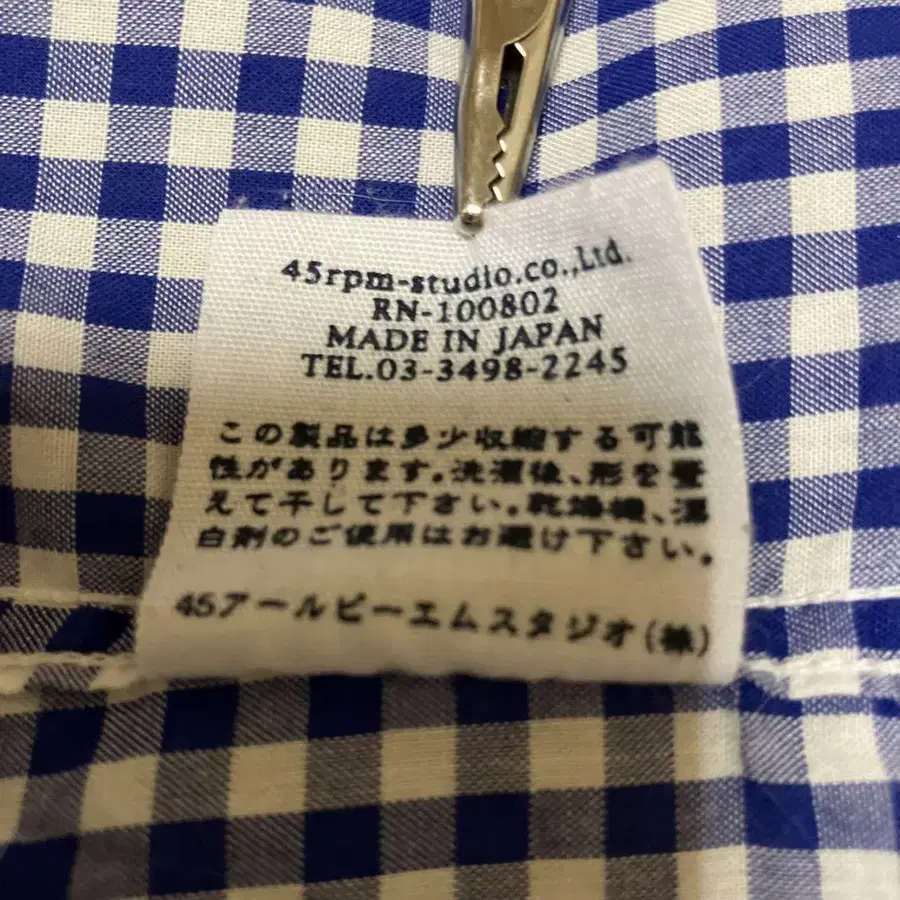 45rpm-studio.co.,Ltd.
RN-100802
MADE IN JAPAN
TEL.03-3498-2245
この製品は多少収縮する可能
性があります。洗濯後、形を整
えて干して下さい。乾燥機、漂
白剤のご使用はお避け下さい。
45アールピーエムスタジオ(株)